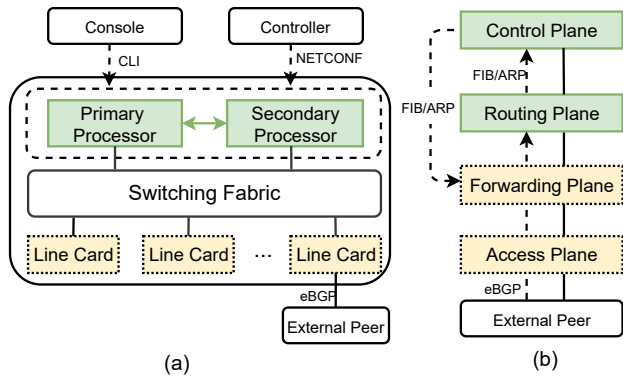 Console
Controller
CLI
NETCONF
Primary
Processor
Secondary
Processor
Switching Fabric
Line Card
Line Card
...
Line Card
eBGP
External Peer
(a)
Control Plane
FIB/ARP
FIB/ARP
Routing Plane
Forwarding Plane
Access Plane
eBGP
External Peer
(b)